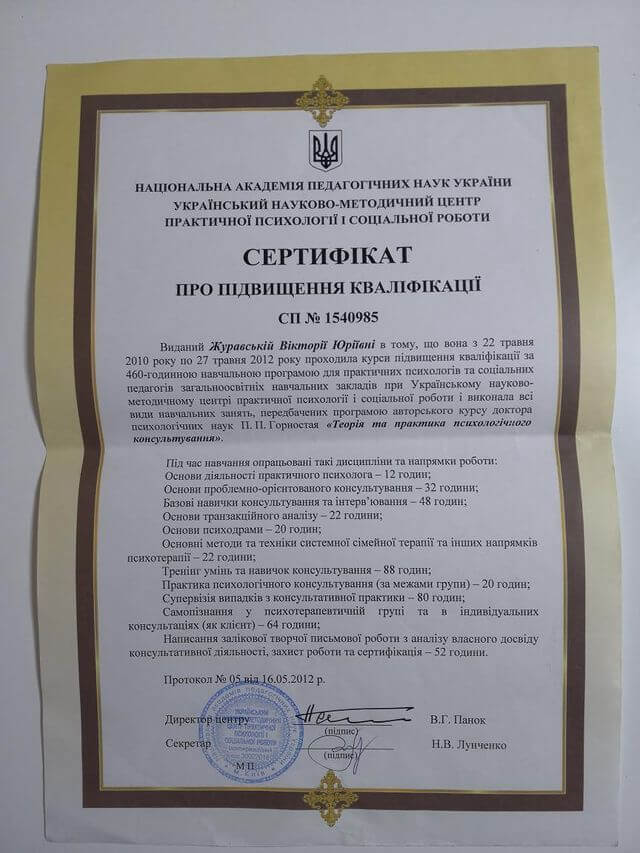 НАЦІОНАЛЬНА АКАДЕМІЯ ПЕДАГОГІЧНИХ НАУК УКРАЇНИ
УКРАЇНСЬКИЙ НАУКОВО-МЕТОДИЧНИЙ ЦЕНТР
ПРАКТИЧНОЇ ПСИХОЛОГІЇ І СОЦІАЛЬНОЇ РОБОТИ
СЕРТИФІКАТ
ПРО ПІДВИЩЕННЯ КВАЛІФІКАЦІЇ
СП № 1540985
Виданий Журавській Вікторії Юріївні в тому, що вона з 22 травня
2010 року по 27 травня 2012 року проходила курси підвищення кваліфікації за
460-годинною навчальною програмою для практичних психологів та соціальних
педагогів загальноосвітніх навчальних закладів при Українському науково-
методичному центрі практичної психології і соціальної роботи і виконала всі
види навчальних занять, передбачених програмою авторського курсу доктора
психологічних наук П. П. Горностая «Теорія та практика психологічного
консультування».
Під час навчання опрацьовані такі дисципліни та напрямки роботи:
Основи діяльності практичного психолога – 12 годин;
Основи проблемно-орієнтованого консультування – 32 години;
Базові навички консультування та інтерв’ювання – 48 годин;
Основи транзакційного аналізу – 22 години;
Основи психодрами – 20 годин;
Основні методи та техніки системної сімейної терапії та інших напрямків
психотерапії – 22 години;
Тренінг умінь та навичок консультування – 88 годин;
Практика психологічного консультування (за межами групи) – 20 годин;
Супервізія випадків з консультативної практики – 80 годин;
Самопізнання у психотерапевтичній групі та в індивідуальних
консультаціях (як клієнт) – 64 години;
Написання залікової творчої письмової роботи з аналізу власного досвіду
консультативної діяльності, захист роботи та сертифікація – 52 години.
Протокол № 05 від 16.05.2012 р.
Директор центру
(підпис)
В.Г. Панок
Секретар
(підпис)
Н.В. Лунченко
М.П.
УКРАЇНСЬКИЙ
ПСИХОЛОГІЇ І
СОЦІАЛЬНОЇ РОБОТИ
м. Київ